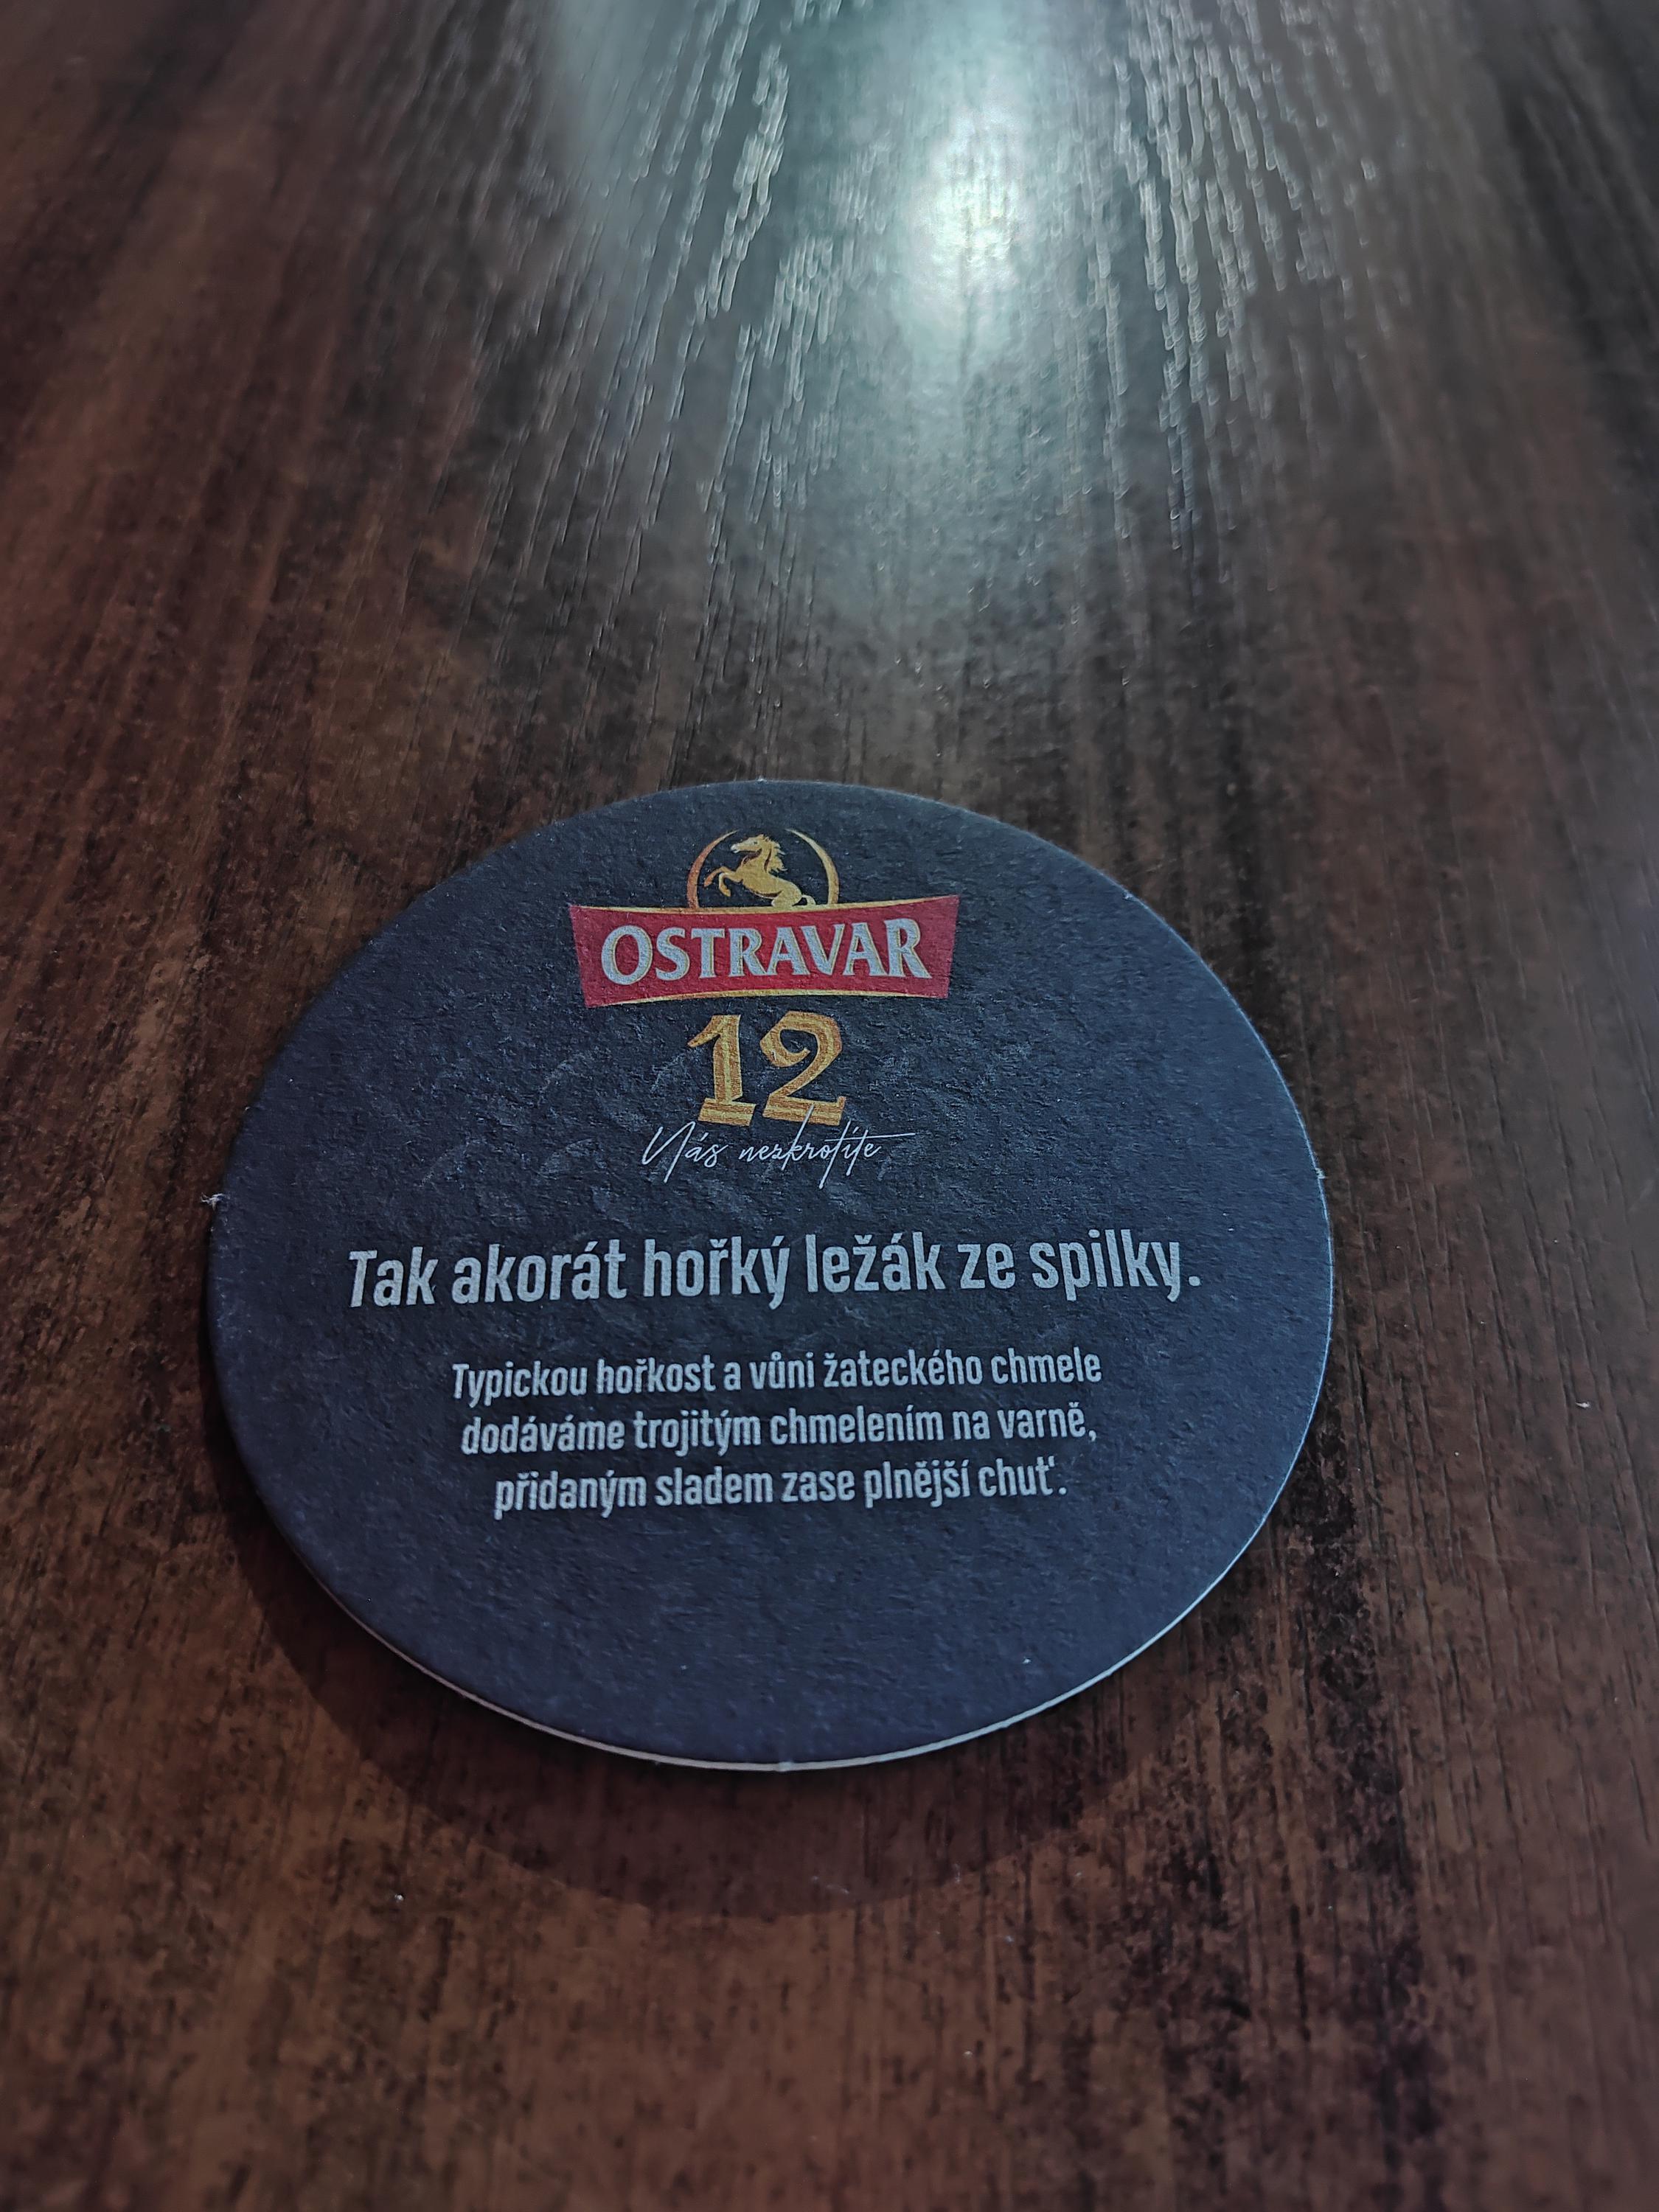 OSTRAVAR
12
Nás nezkrotíte
Tak akorát hořký ležák ze spilky.
Typickou hořkost a vůni žateckého chmele
dodáváme trojitým chmelením na varně,
přidaným sladem zase plnější chuť.